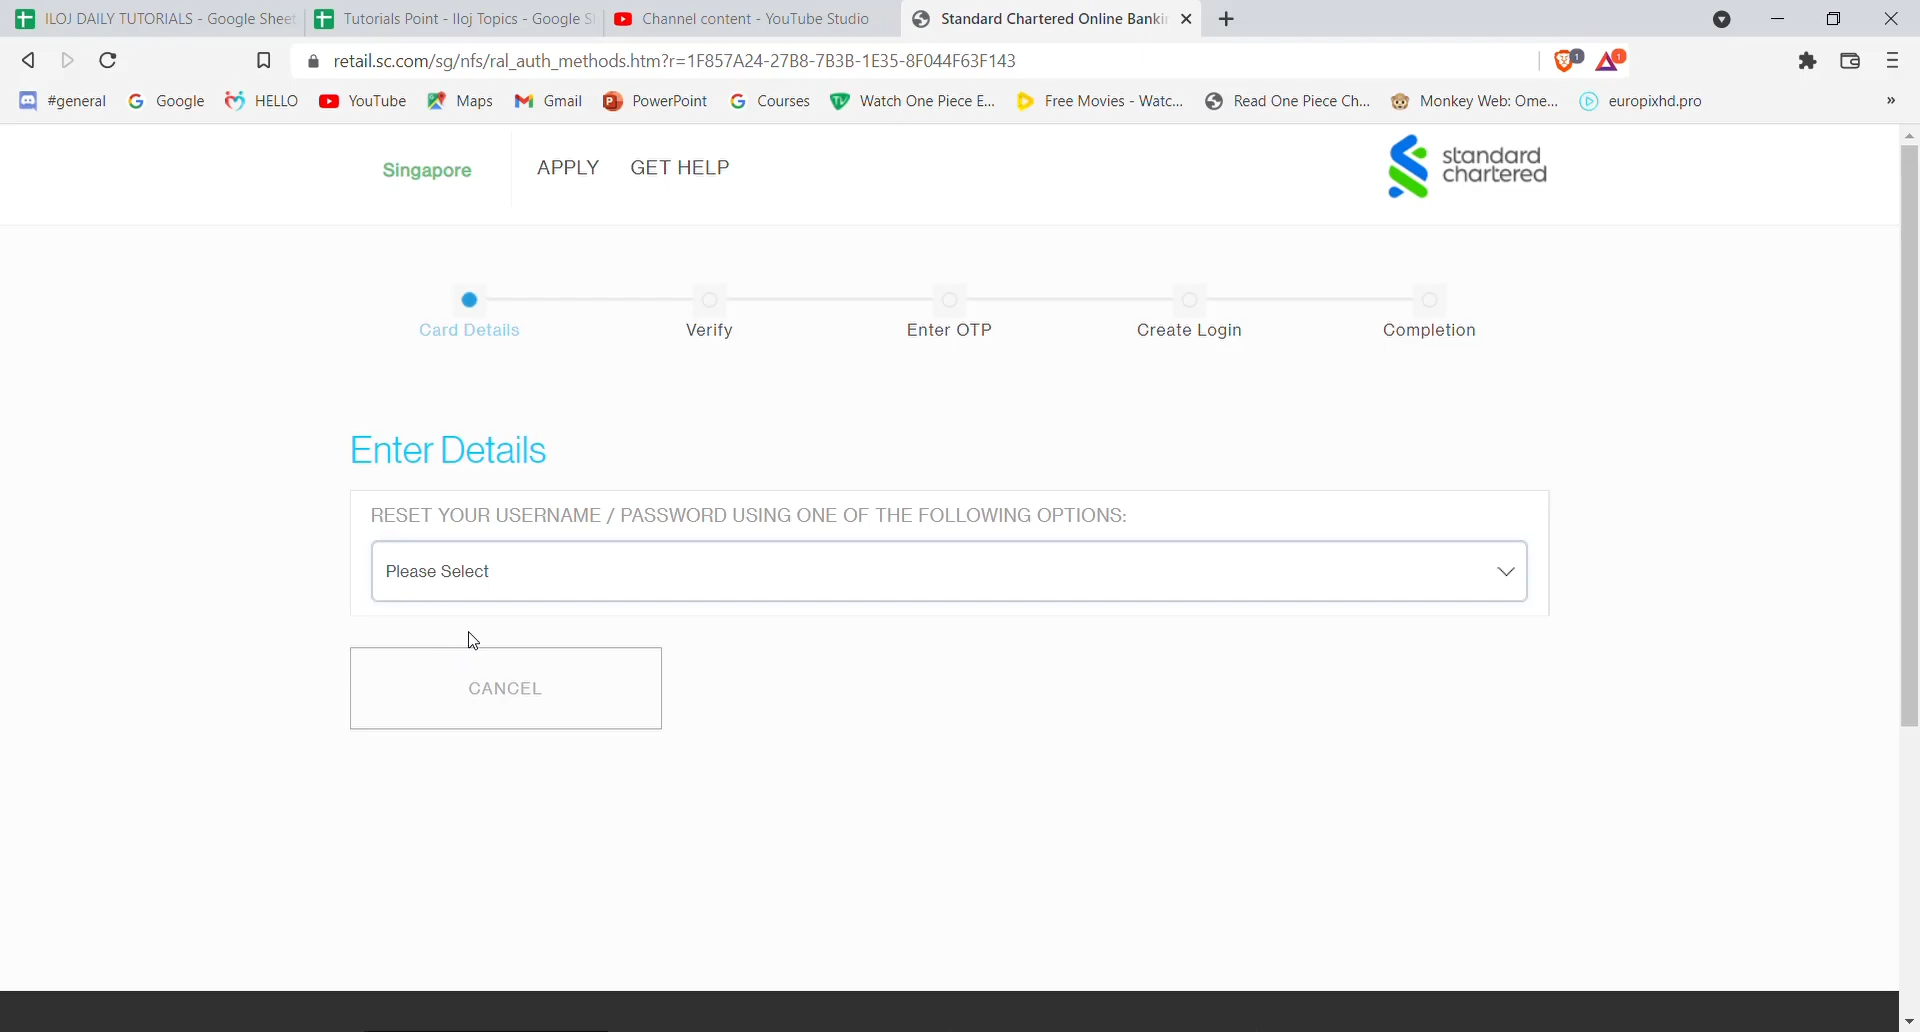 ILOJ DAILY TUTORIALS - Google Sheet
Tutorials Point - Iloj Topics - Google S
Channel content - YouTube Studio
Standard Chartered Online Banki
retail.sc.com/sg/nfs/ral_auth_methods.htm?r=1F857A24-27B8-7B3B-1E35-8F044F63F143
1
1
#general
Google
HELLO
YouTube
Maps
Gmail
PowerPoint
Courses
Watch One Piece E...
Free Movies - Watc...
Read One Piece Ch...
Monkey Web: Ome...
europixhd.pro
»
Singapore
APPLY
GET HELP
standard
chartered
Card Details
Verify
Enter OTP
Create Login
Completion
Enter Details
RESET YOUR USERNAME / PASSWORD USING ONE OF THE FOLLOWING OPTIONS:
Please Select
CANCEL